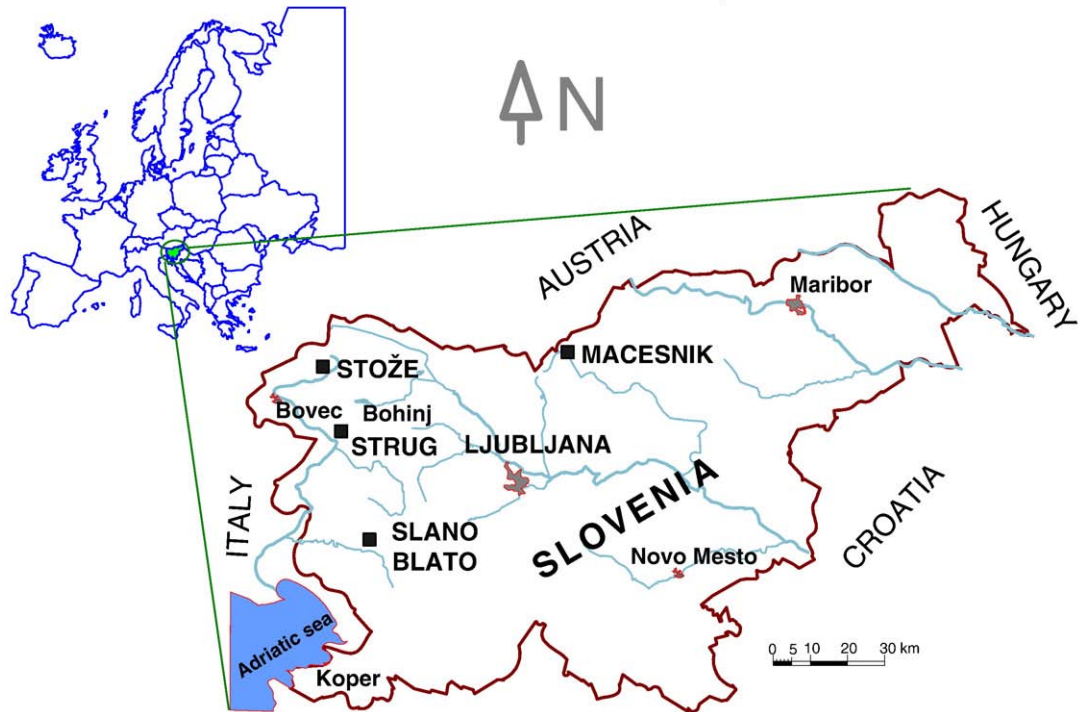 N
AUSTRIA
HUNGARY
Maribor
MACESNIK
STOŽE
Bovec
Bohinj
STRUG
LJUBLJANA
SLOVENIA
ITALY
SLANO
BLATO
CROATIA
Novo Mesto
Adriatic sea
Koper
0 5 10 20 30 km